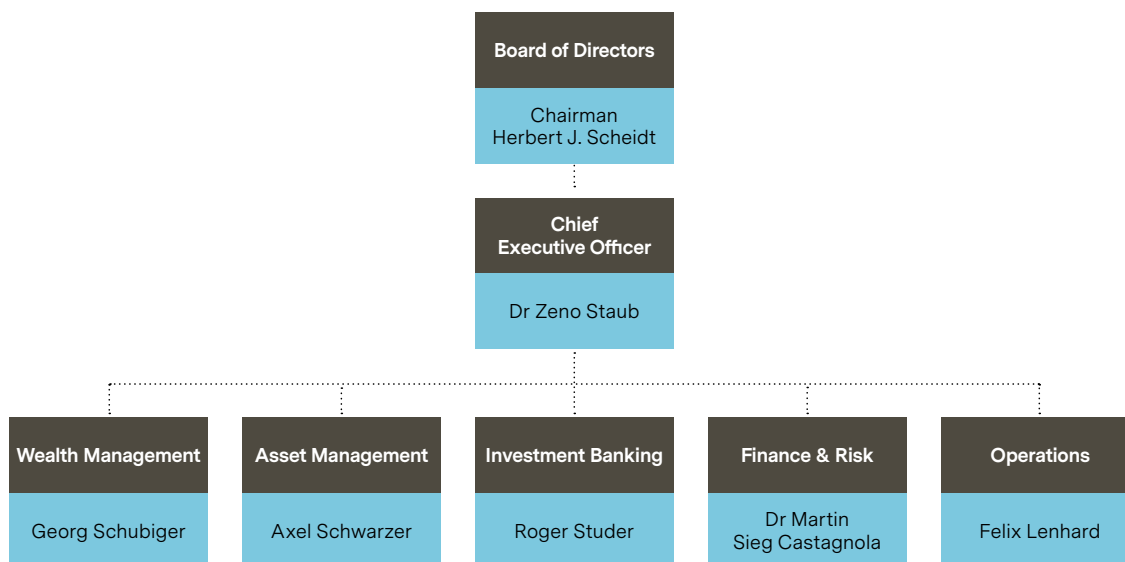 Board of Directors
Chairman
Herbert J. Scheidt
Chief
Executive Officer
Dr Zeno Staub
Wealth Management
Georg Schubiger
Asset Management
Axel Schwarzer
Investment Banking
Roger Studer
Finance & Risk
Dr Martin
Sieg Castagnola
Operations
Felix Lenhard